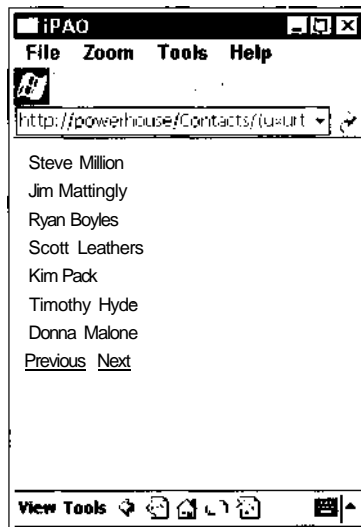 iPAQ
File Zoom Tools Help
http://powerhouse/Contacts/(uxurt
Steve Million
Jim Mattingly
Ryan Boyles
Scott Leathers
Kim Pack
Timothy Hyde
Donna Malone
Previous Next
View Tools